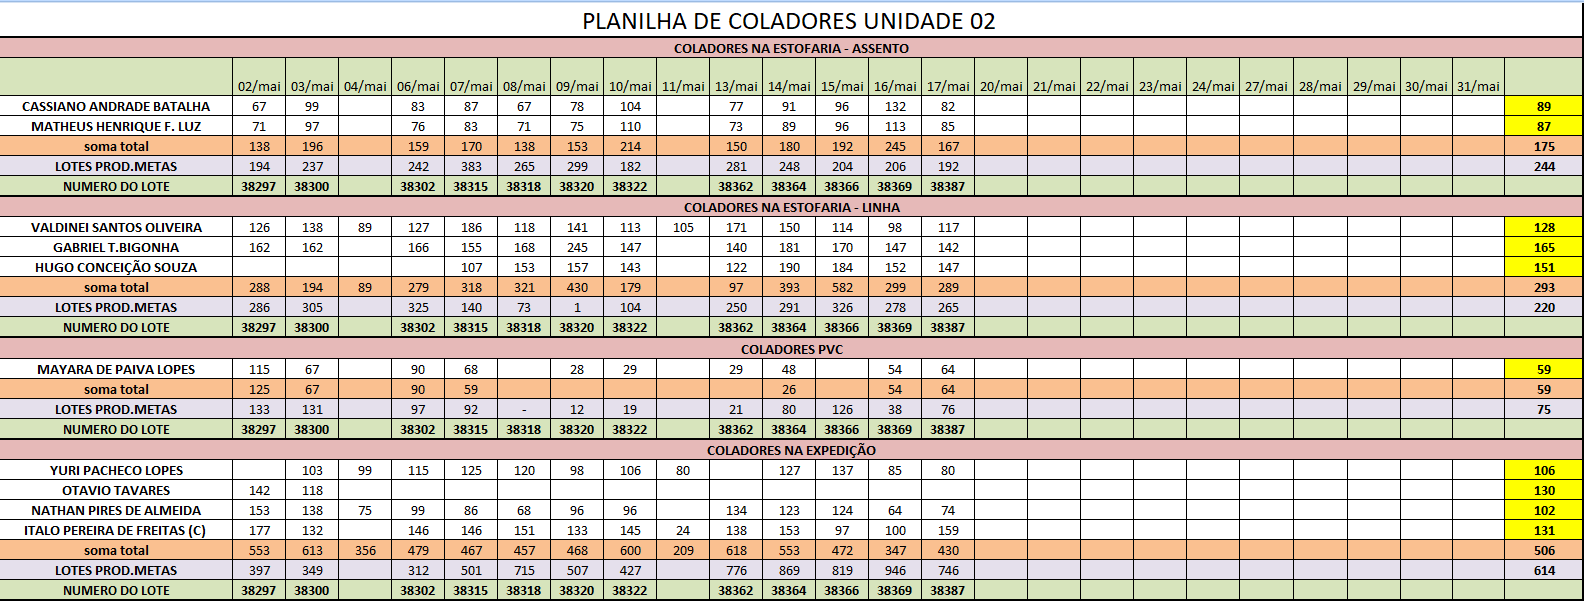 PLANILHA DE COLADORES UNIDADE 02
COLADORES NA ESTOFARIA - ASSENTO
02/mai 03/mai 04/mai 06/mai 07/mai 08/mai 09/mai 10/mai 11/mai 13/mai 14/mai 15/mai 16/mai 17/mai 20/mai 21/mai 22/mai 23/mai 24/mai 27/mai 28/mai 29/mai 30/mai 31/mai
CASSIANO ANDRADE BATALHA 67 99 83 87 67 78 104 77 91 96 132 82 89
MATHEUS HENRIQUE F. LUZ 71 97 76 83 71 75 110 73 89 96 113 85 87
soma total 138 196 159 170 138 153 214 150 180 192 245 167 175
LOTES PROD.METAS 194 237 242 383 265 299 182 281 248 204 206 192 244
NUMERO DO LOTE 38297 38300 38302 38315 38318 38320 38322 38362 38364 38366 38369 38387
COLADORES NA ESTOFARIA - LINHA
VALDINEI SANTOS OLIVEIRA 126 138 89 127 186 118 141 113 105 171 150 114 98 117 128
GABRIEL T.BIGONHA 162 162 166 155 168 245 147 140 181 170 147 142 165
HUGO CONCEIÇÃO SOUZA 107 153 157 143 122 190 184 152 147 151
soma total 288 194 89 279 318 321 430 179 97 393 582 299 289 293
LOTES PROD.METAS 286 305 325 140 73 1 104 250 291 326 278 265 220
NUMERO DO LOTE 38297 38300 38302 38315 38318 38320 38322 38362 38364 38366 38369 38387
COLADORES PVC
MAYARA DE PAIVA LOPES 115 67 90 68 28 29 29 48 54 64 59
soma total 125 67 90 59 26 54 64 59
LOTES PROD.METAS 133 131 97 92 - 12 19 21 80 126 38 76 75
NUMERO DO LOTE 38297 38300 38302 38315 38318 38320 38322 38362 38364 38366 38369 38387
COLADORES NA EXPEDIÇÃO
YURI PACHECO LOPES 103 99 115 125 120 98 106 80 127 137 85 80 106
OTAVIO TAVARES 142 118 130
NATHAN PIRES DE ALMEIDA 153 138 75 99 86 68 96 96 134 123 124 64 74 102
ITALO PEREIRA DE FREITAS (C) 177 132 146 146 151 133 145 24 138 153 97 100 159 131
soma total 553 613 356 479 467 457 468 600 209 618 553 472 347 430 506
LOTES PROD.METAS 397 349 312 501 715 507 427 776 869 819 946 746 614
NUMERO DO LOTE 38297 38300 38302 38315 38318 38320 38322 38362 38364 38366 38369 38387